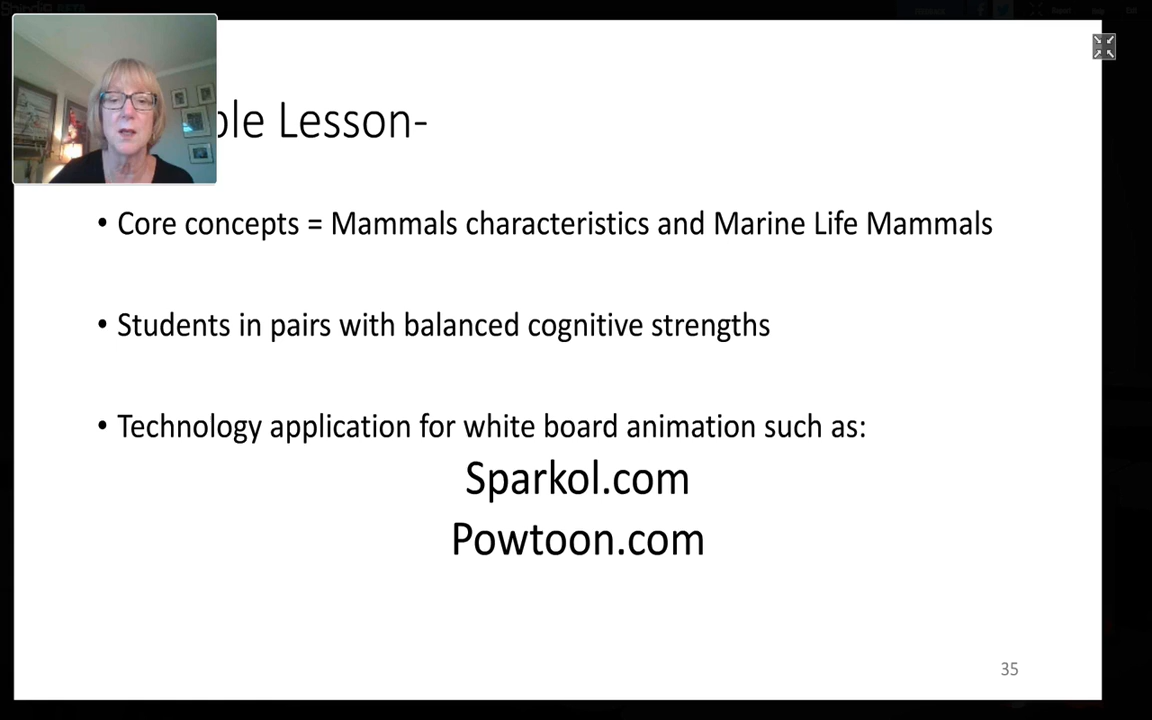 Lesson-
• Core concepts = Mammals characteristics and Marine Life Mammals
• Students in pairs with balanced cognitive strengths
• Technology application for white board animation such as:
Sparkol.com
Powtoon.com
35